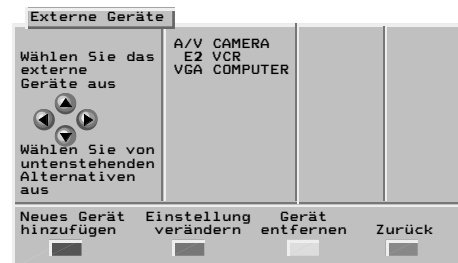 Externe Geräte
Wählen Sie das
externe
Geräte aus
Wählen Sie von
untenstehenden
Alternativen
aus
A/V CAMERA
E2 VCR
VGA COMPUTER
Neues Gerät
hinzufügen
Einstellung
verändern
Gerät
entfernen
Zurück